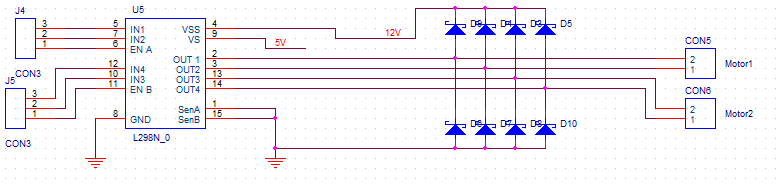 J4
3
2
1
CON3
J5
3
2
1
CON3
U5
5 IN1 VSS 4
7 IN2 VS 9
6 EN A
OUT 1 2
12 IN4 OUT2 3
10 IN3 OUT3 13
11 EN B OUT4 14
SenA 1
8 GND SenB 15
L298N_0
12V
5V
D4
D5
D10
CON5
2
1
Motor1
CON6
2
1
Motor2